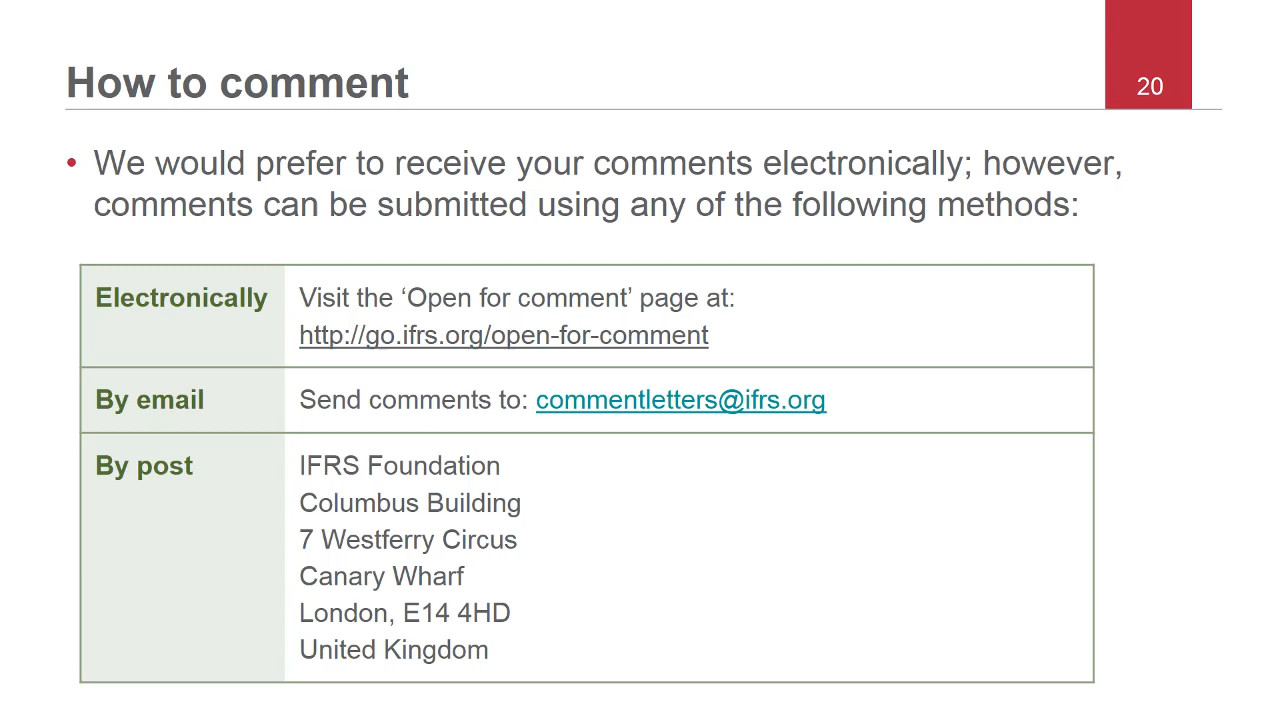 How to comment
20
• We would prefer to receive your comments electronically; however,
comments can be submitted using any of the following methods:
Electronically
Visit the ‘Open for comment’ page at:
http://go.ifrs.org/open-for-comment
By email
Send comments to: commentletters@ifrs.org
By post
IFRS Foundation
Columbus Building
7 Westferry Circus
Canary Wharf
London, E14 4HD
United Kingdom